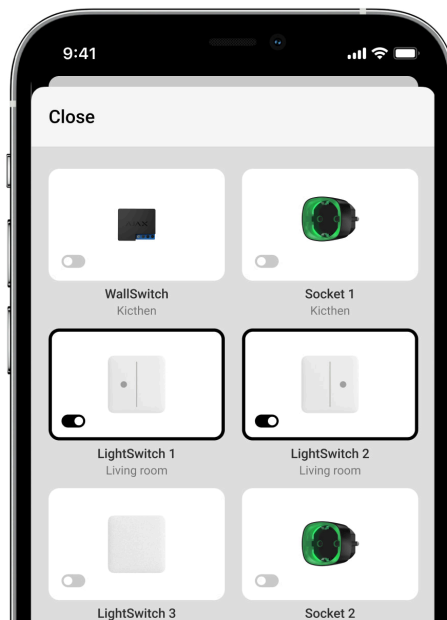 9:41
Close
WallSwitch
Kicthen
Socket 1
Kicthen
LightSwitch 1
Living room
LightSwitch 2
Living room
LightSwitch 3
Socket 2